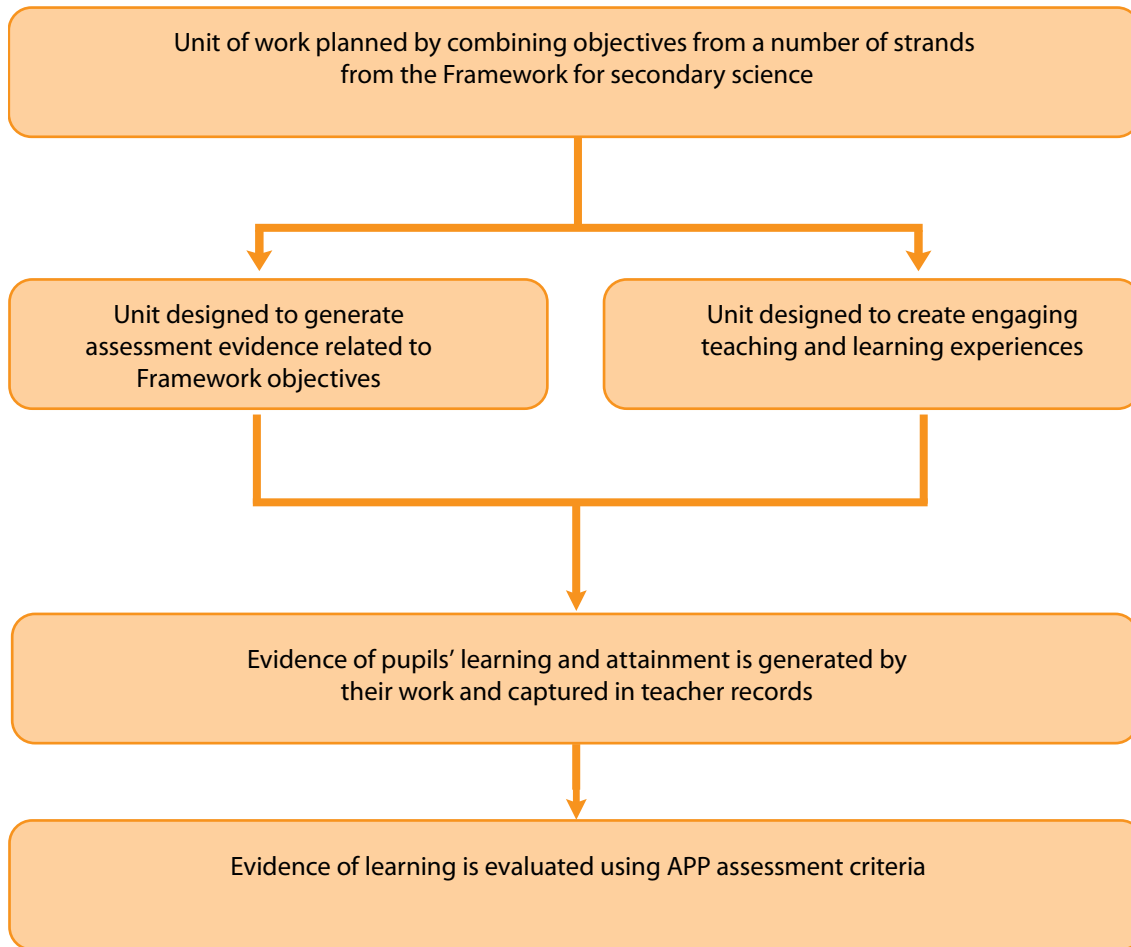 Unit of work planned by combining objectives from a number of strands
from the Framework for secondary science
Unit designed to generate
assessment evidence related to
Framework objectives
Unit designed to create engaging
teaching and learning experiences
Evidence of pupils’ learning and attainment is generated by
their work and captured in teacher records
Evidence of learning is evaluated using APP assessment criteria